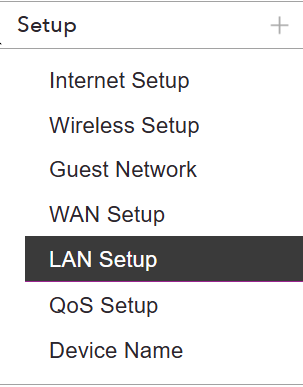 Setup
Internet Setup
Wireless Setup
Guest Network
WAN Setup
LAN Setup
QoS Setup
Device Name